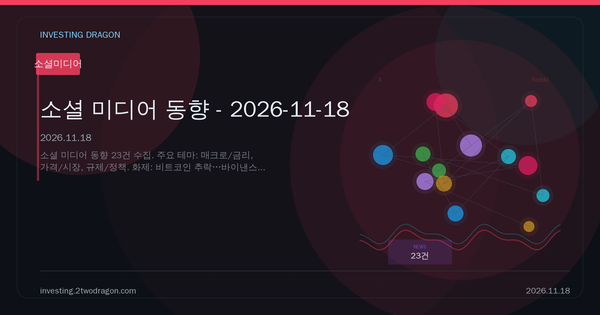 INVESTING DRAGON
소셜미디어
소셜 미디어 동향 - 2026-11-18
2026.11.18
소셜 미디어 동향 23건 수집. 주요 테마: 매크로/금리,
가격/시장, 규제/정책. 화제: 비트코인 추락…바이낸스...
23건
investing.2twodragon.com
2026.11.18